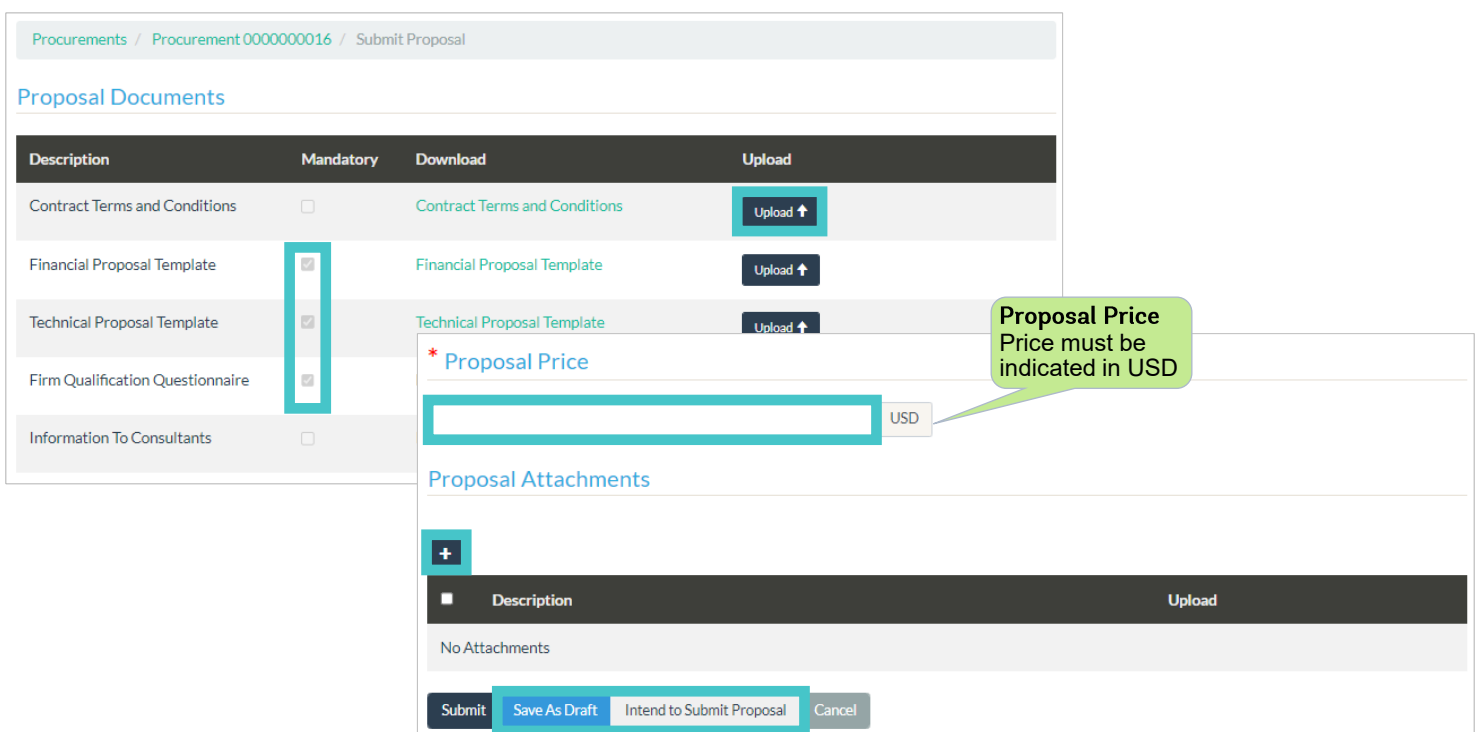 Procurements / Procurement 0000000016 / Submit Proposal
Proposal Documents
Description Mandatory Download Upload
Contract Terms and Conditions Contract Terms and Conditions Upload
Financial Proposal Template Financial Proposal Template Upload
Technical Proposal Template Technical Proposal Template Upload
Firm Qualification Questionnaire
Information To Consultants
Proposal Price
Price must be
indicated in USD
* Proposal Price
USD
Proposal Attachments
+
Description Upload
No Attachments
Submit Save As Draft Intend to Submit Proposal Cancel